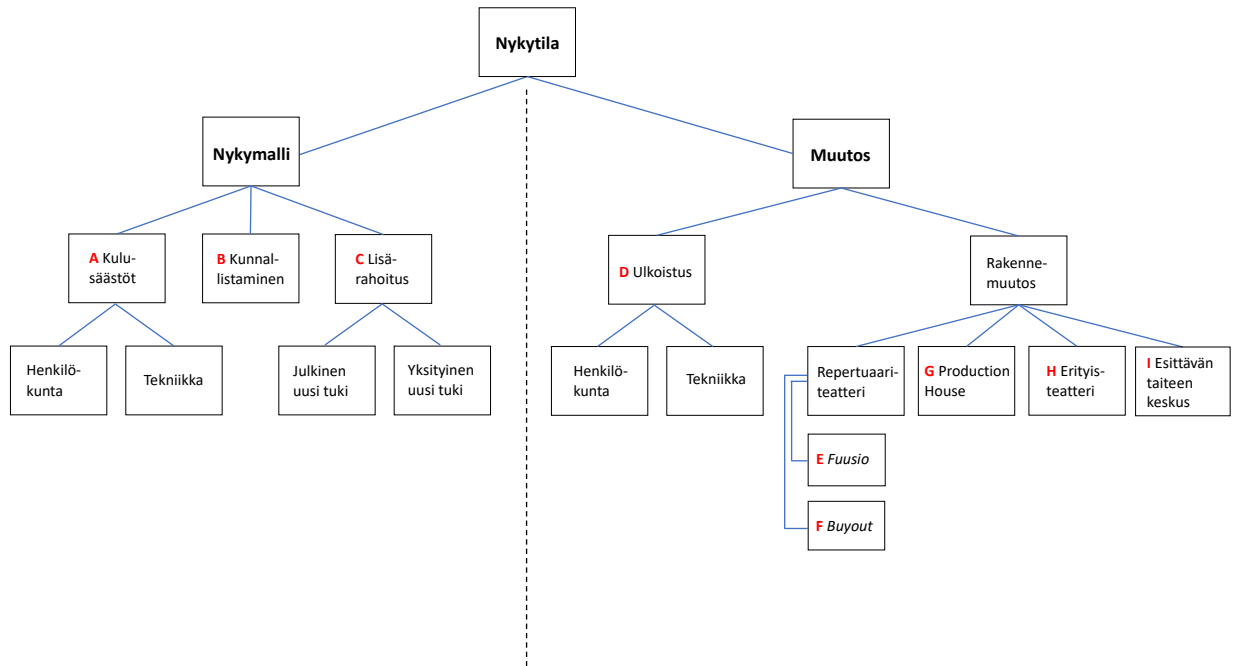 Nykytila
Nykymalli
Muutos
A Kulu-
säästöt
B Kunnal-
listaminen
C Lisä-
rahoitus
D Ulkoistus
Rakenne-
muutos
Henkilö-
kunta
Tekniikka
Julkinen
uusi tuki
Yksityinen
uusi tuki
Henkilö-
kunta
Tekniikka
Repertuaari-
teatteri
G Production
House
H Erityis-
teatteri
I Esittävän
taiteen
keskus
E Fuusio
F Buyout